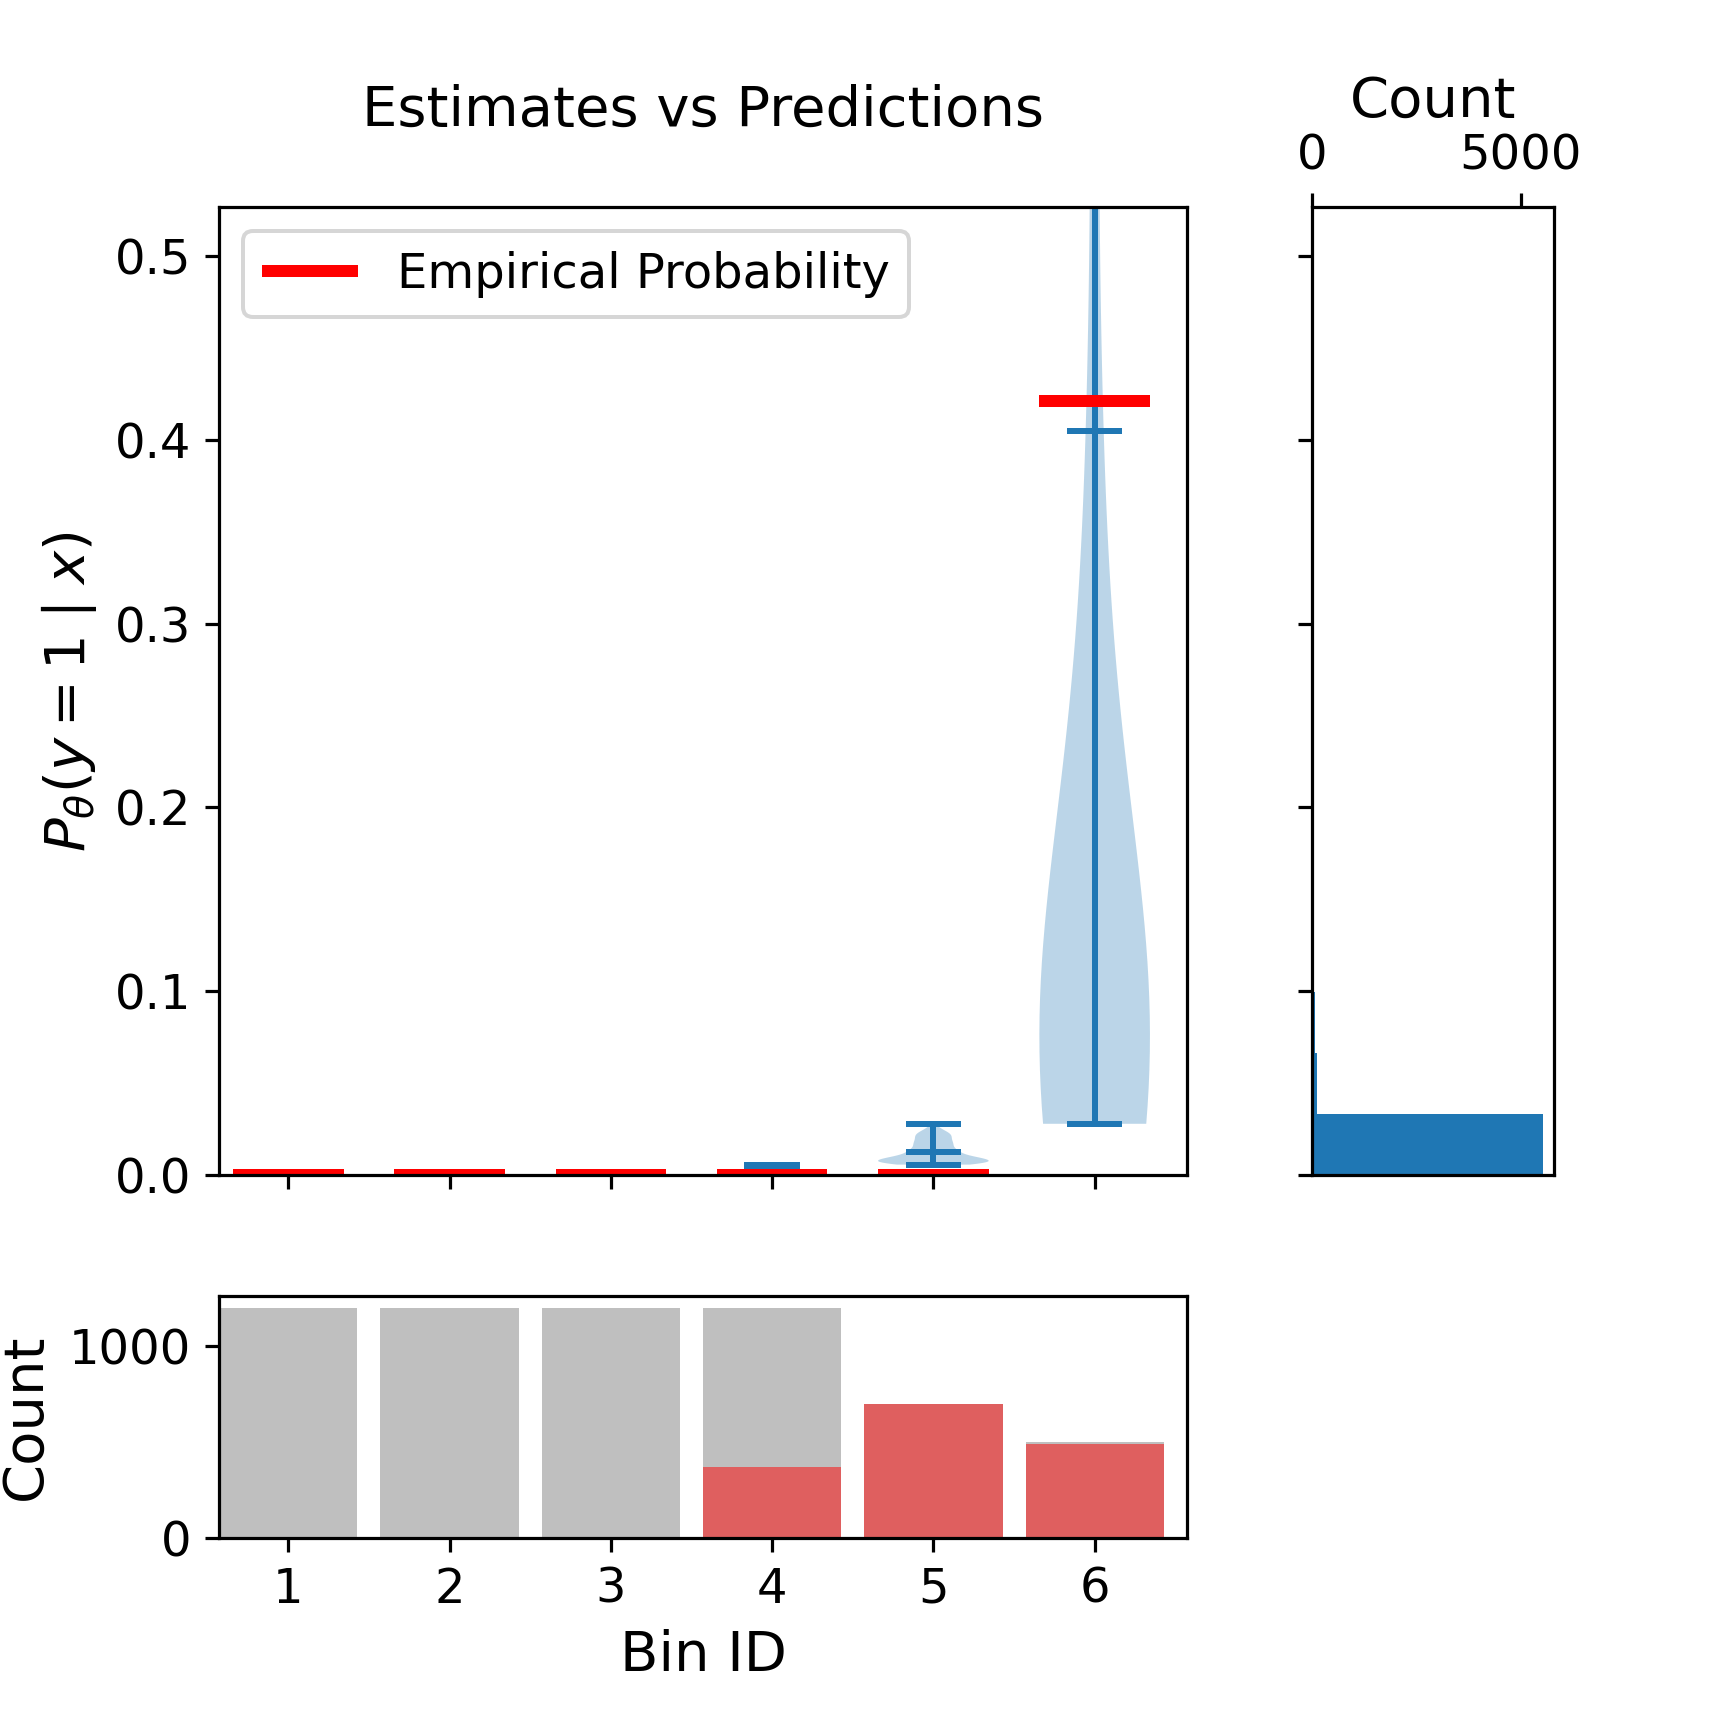 Estimates vs Predictions
Count
0 5000
Empirical Probability
0.5
0.4
0.3
0.2
0.1
0.0
P_θ(y = 1 | x)
Count
1000
0
1 2 3 4 5 6
Bin ID